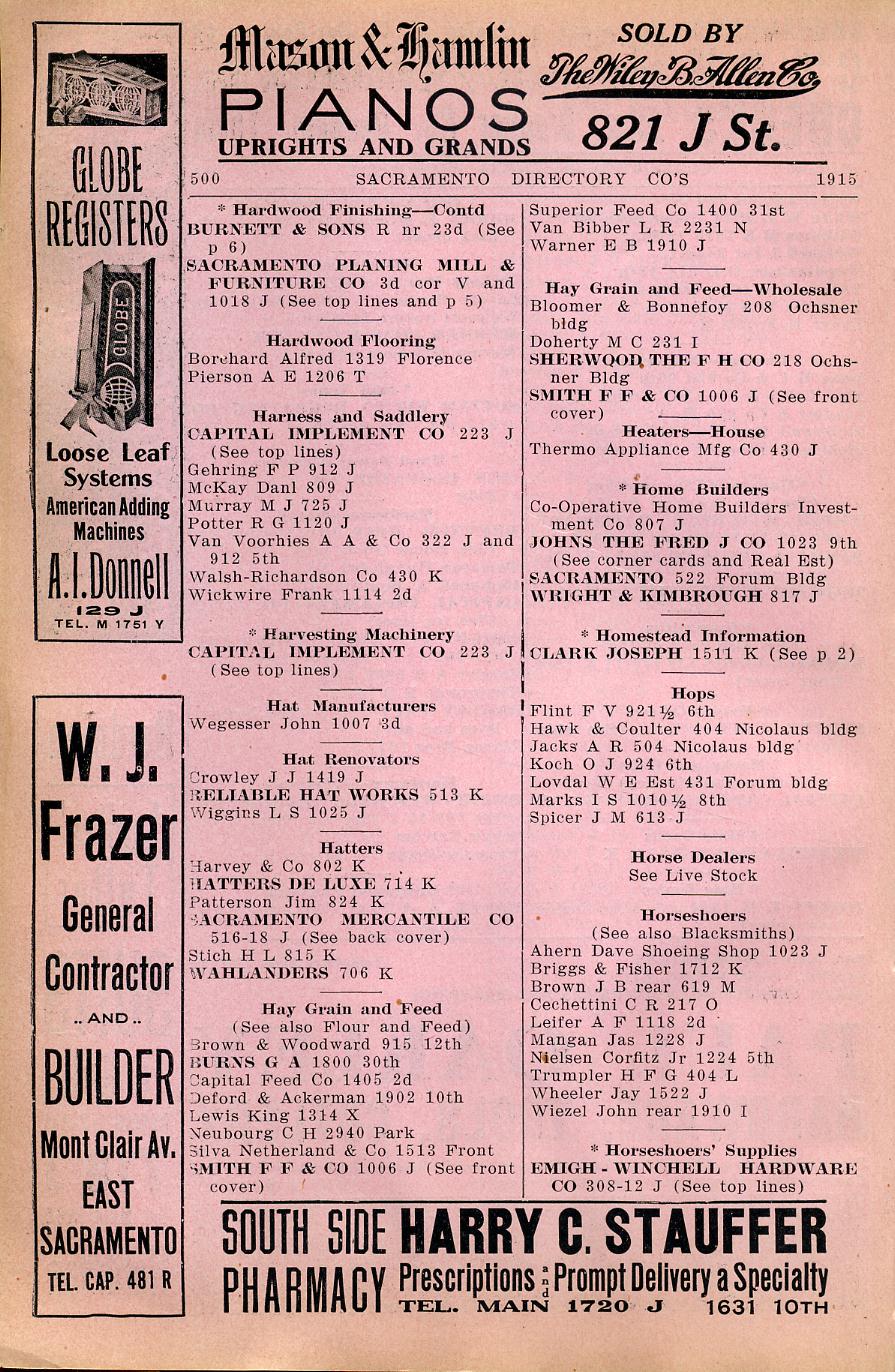 Mason & Hamlin
PIANOS
UPRIGHTS AND GRANDS
SOLD BY
The Wiley B. Allen Co.
821 J St.
GLOBE
REGISTERS
GLOBE
Loose Leaf
Systems
American Adding
Machines
A.I. Donnell
129 J
TEL. M 1751 Y
W. J.
Frazer
General
Contractor
.. AND ..
BUILDER
Mont Clair Av.
EAST
SACRAMENTO
TEL. CAP. 481 R
500 SACRAMENTO DIRECTORY CO'S 1915
* Hardwood Finishing—Contd
BURNETT & SONS R nr 23d (See
p 6)
SACRAMENTO PLANING MILL &
FURNITURE CO 3d cor V and
1018 J (See top lines and p 5)
Hardwood Flooring
Borchard Alfred 1319 Florence
Pierson A E 1206 T
Harness and Saddlery
CAPITAL IMPLEMENT CO 223 J
(See top lines)
Gehring F P 912 J
McKay Danl 809 J
Murray M J 725 J
Potter R G 1120 J
Van Voorhies A A & Co 322 J and
912 5th
Walsh-Richardson Co 430 K
Wickwire Frank 1114 2d
* Harvesting Machinery
CAPITAL IMPLEMENT CO 223 J
(See top lines)
Hat Manufacturers
Wegesser John 1007 3d
Hat Renovators
Crowley J J 1419 J
RELIABLE HAT WORKS 513 K
Wiggins L S 1025 J
Hatters
Harvey & Co 802 K
HATTERS DE LUXE 714 K
Patterson Jim 824 K
SACRAMENTO MERCANTILE CO
516-18 J (See back cover)
Stich H L 815 K
WAHLANDERS 706 K
Hay Grain and Feed
(See also Flour and Feed)
Brown & Woodward 915 12th
BURNS G A 1800 30th
Capital Feed Co 1405 2d
Deford & Ackerman 1902 10th
Lewis King 1314 X
Neubourg C H 2940 Park
Silva Netherland & Co 1513 Front
SMITH F F & CO 1006 J (See front
cover)
Superior Feed Co 1400 31st
Van Bibber L R 2231 N
Warner E B 1910 J
Hay Grain and Feed—Wholesale
Bloomer & Bonnefoy 208 Ochsner
bldg
Doherty M C 231 I
SHERWOOD, THE F H CO 218 Ochs-
ner Bldg
SMITH F F & CO 1006 J (See front
cover)
Heaters—House
Thermo Appliance Mfg Co 430 J
* Home Builders
Co-Operative Home Builders Invest-
ment Co 807 J
JOHNS THE FRED J CO 1023 9th
(See corner cards and Real Est)
SACRAMENTO 522 Forum Bldg
WRIGHT & KIMBROUGH 817 J
* Homestead Information
CLARK JOSEPH 1511 K (See p 2)
Hops
Flint F V 921½ 6th
Hawk & Coulter 404 Nicolaus bldg
Jacks A R 504 Nicolaus bldg
Koch O J 924 6th
Lovdal W E Est 431 Forum bldg
Marks I S 1010½ 8th
Spicer J M 613 J
Horse Dealers
See Live Stock
Horseshoers
(See also Blacksmiths)
Ahern Dave Shoeing Shop 1023 J
Briggs & Fisher 1712 K
Brown J B rear 619 M
Cechettini C R 217 O
Leifer A F 1118 2d
Mangan Jas 1228 J
Nielsen Corfitz Jr 1224 5th
Trumpler H F G 404 L
Wheeler Jay 1522 J
Wiezel John rear 1910 I
* Horseshoers' Supplies
EMIGH-WINCHELL HARDWARE
CO 308-12 J (See top lines)
SOUTH SIDE
PHARMACY
HARRY C. STAUFFER
Prescriptions and Prompt Delivery a Specialty
TEL. MAIN 1720 J 1631 10TH